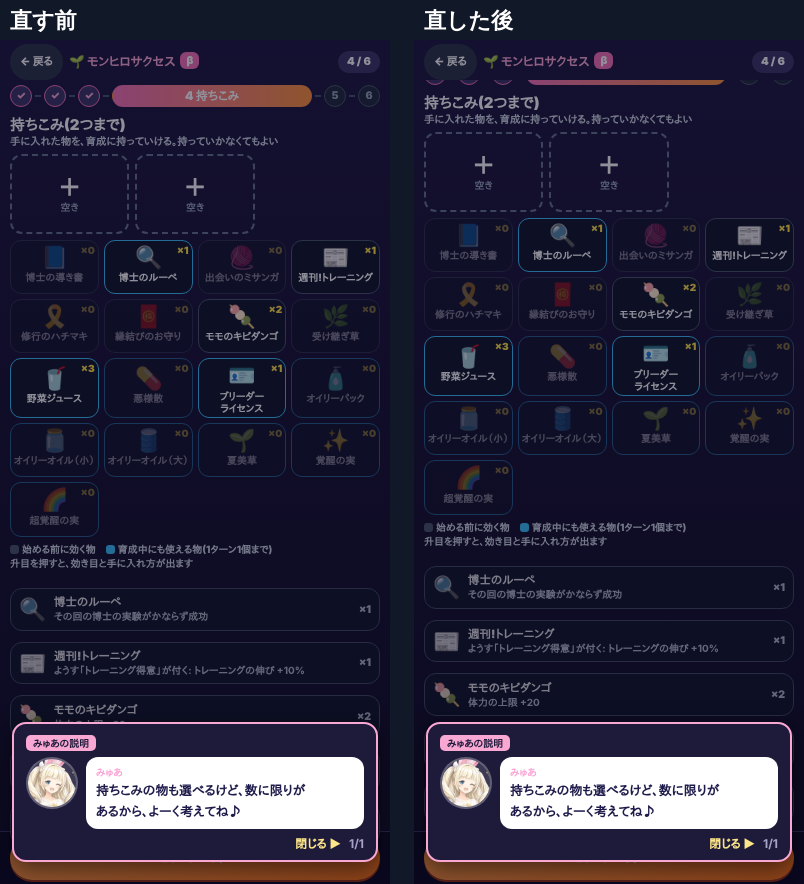 直す前
← 戻る
モンヒロサクセス β
4 / 6
4 持ちこみ
5
6
持ちこみ(2つまで)
手に入れた物を、育成に持っていける。持っていかなくてもよい
+
空き
+
空き
×0
博士の導き書
×1
博士のルーペ
×0
出会いのミサンガ
×1
週刊!トレーニング
×0
修行のハチマキ
×0
縁結びのお守り
×2
モモのキビダンゴ
×0
受け継ぎ草
×3
野菜ジュース
×0
悪様散
×1
ブリーダー
ライセンス
×0
オイリーパック
×0
オイリーオイル(小)
×0
オイリーオイル(大)
×0
夏美草
×0
覚醒の実
×0
超覚醒の実
始める前に効く物 育成中にも使える物(1ターン1個まで)
升目を押すと、効き目と手に入れ方が出ます
博士のルーペ
その回の博士の実験がかならず成功
×1
週刊!トレーニング
ようす「トレーニング得意」が付く: トレーニングの伸び +10%
×1
モモのキビダンゴ
×2
みゅあの説明
みゅあ
持ちこみの物も選べるけど、数に限りが
あるから、よーく考えてね♪
閉じる ▶ 1/1
直した後
← 戻る
モンヒロサクセス β
4 / 6
持ちこみ(2つまで)
手に入れた物を、育成に持っていける。持っていかなくてもよい
+
空き
+
空き
×0
博士の導き書
×1
博士のルーペ
×0
出会いのミサンガ
×1
週刊!トレーニング
×0
修行のハチマキ
×0
縁結びのお守り
×2
モモのキビダンゴ
×0
受け継ぎ草
×3
野菜ジュース
×0
悪様散
×1
ブリーダー
ライセンス
×0
オイリーパック
×0
オイリーオイル(小)
×0
オイリーオイル(大)
×0
夏美草
×0
覚醒の実
×0
超覚醒の実
始める前に効く物 育成中にも使える物(1ターン1個まで)
升目を押すと、効き目と手に入れ方が出ます
博士のルーペ
その回の博士の実験がかならず成功
×1
週刊!トレーニング
ようす「トレーニング得意」が付く: トレーニングの伸び +10%
×1
モモのキビダンゴ
体力の上限 +20
×2
みゅあの説明
みゅあ
持ちこみの物も選べるけど、数に限りが
あるから、よーく考えてね♪
閉じる ▶ 1/1